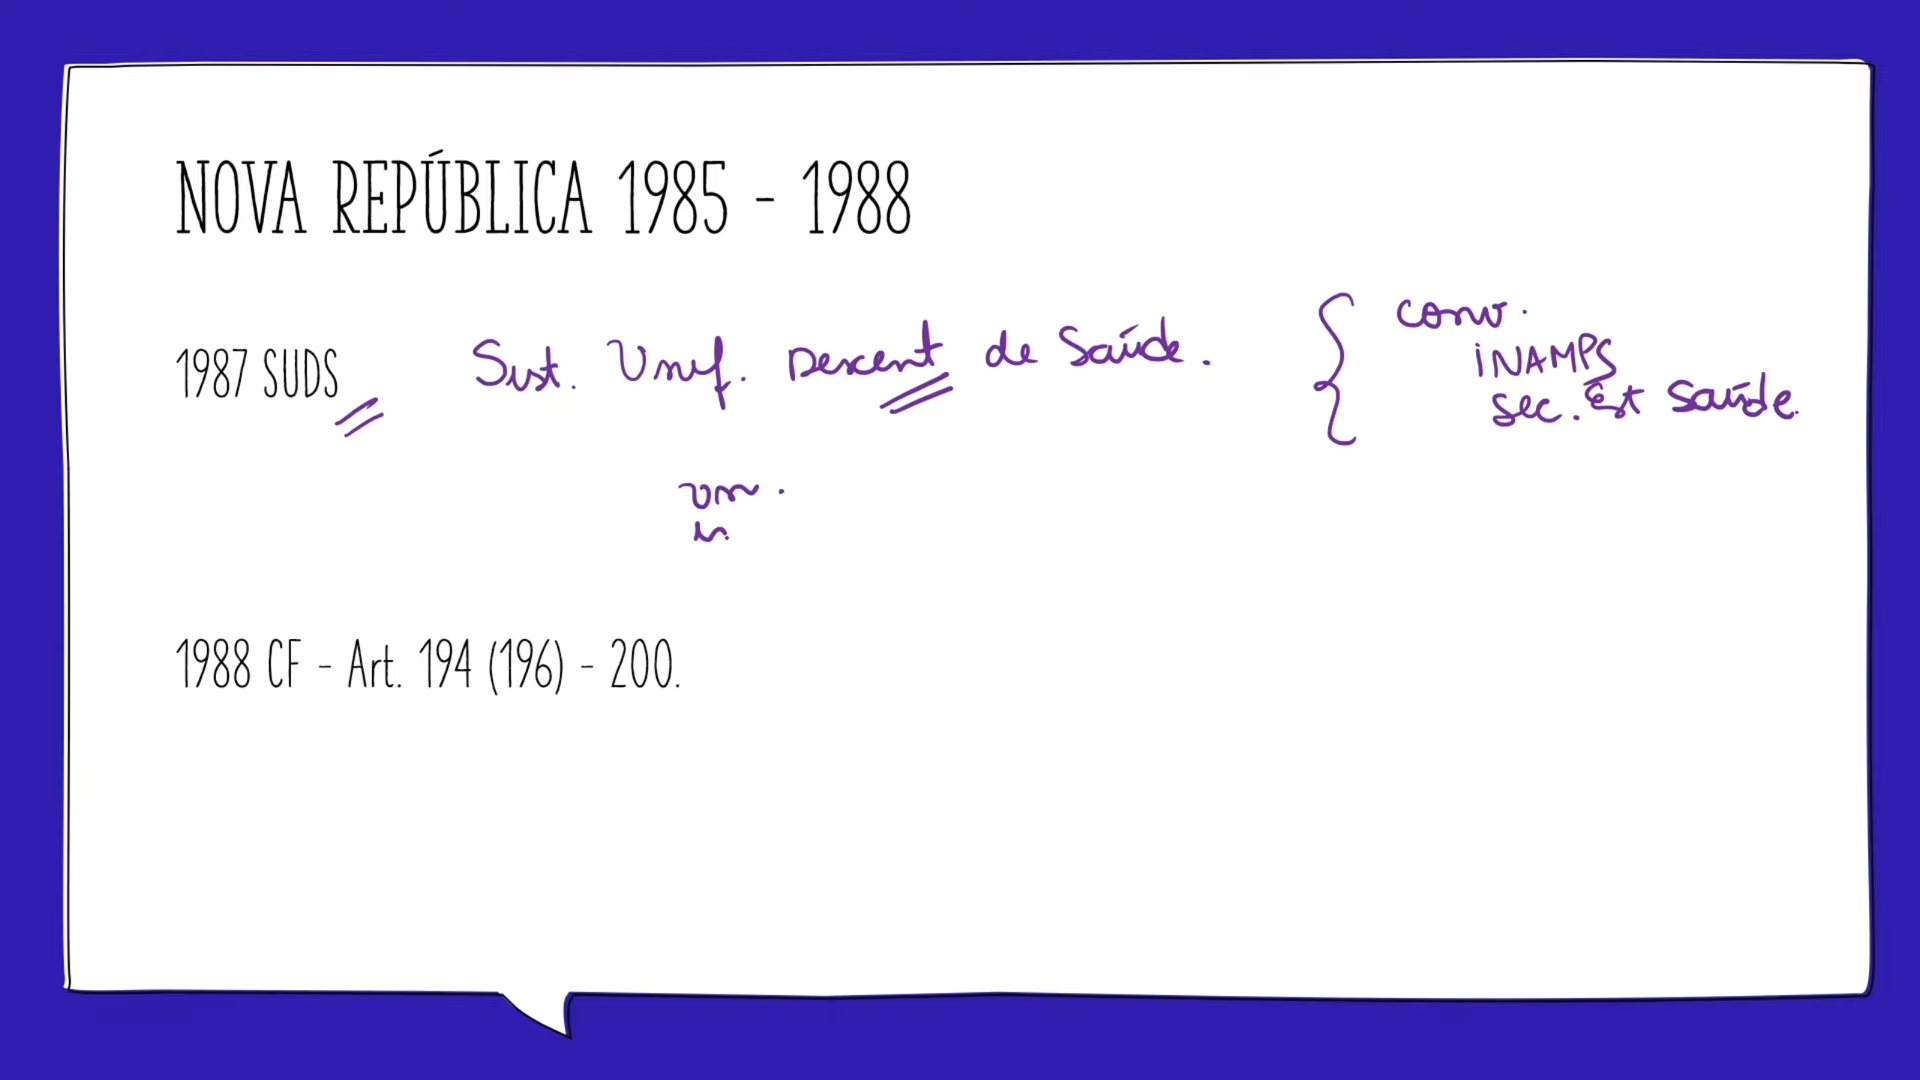 NOVA REPÚBLICA 1985 - 1988
1987 SUDS
Sist. Unif. Descent de Saúde.
conv.
INAMPS
Sec. Est Saúde.
Un.
1988 CF - Art. 194 (196) - 200.